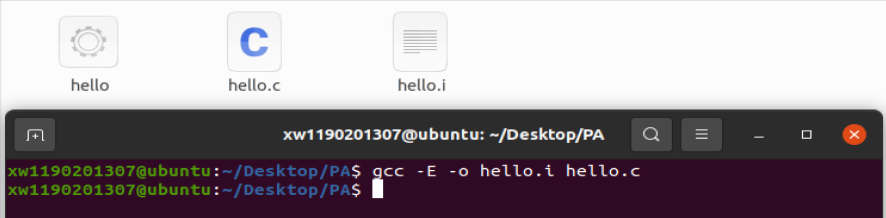 hello
hello.c
hello.i
xw1190201307@ubuntu: ~/Desktop/PA
xw1190201307@ubuntu:~/Desktop/PA$ gcc -E -o hello.i hello.c
xw1190201307@ubuntu:~/Desktop/PA$